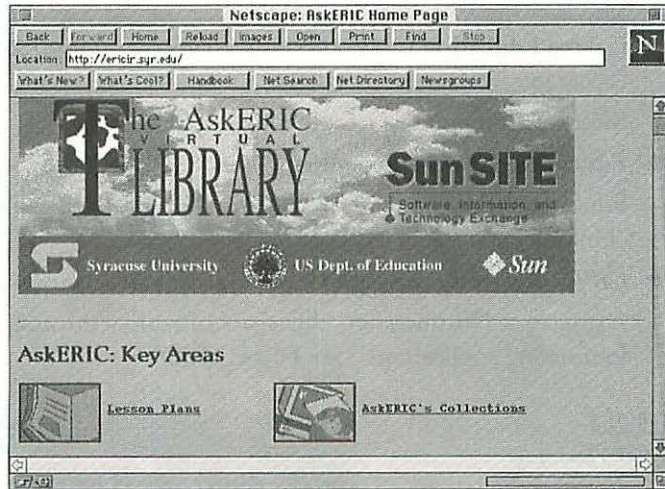 Netscape: AskERIC Home Page
Back Forward Home Reload Images Open Print Find Stop
Location: http://ericir.syr.edu/
N
What's New? What's Cool? Handbook Net Search Net Directory Newsgroups
The AskERIC
VIRTUAL
LIBRARY
SunSITE
Software, Information, and
Technology Exchange
Syracuse University US Dept. of Education Sun
AskERIC: Key Areas
Lesson Plans AskERIC's Collections